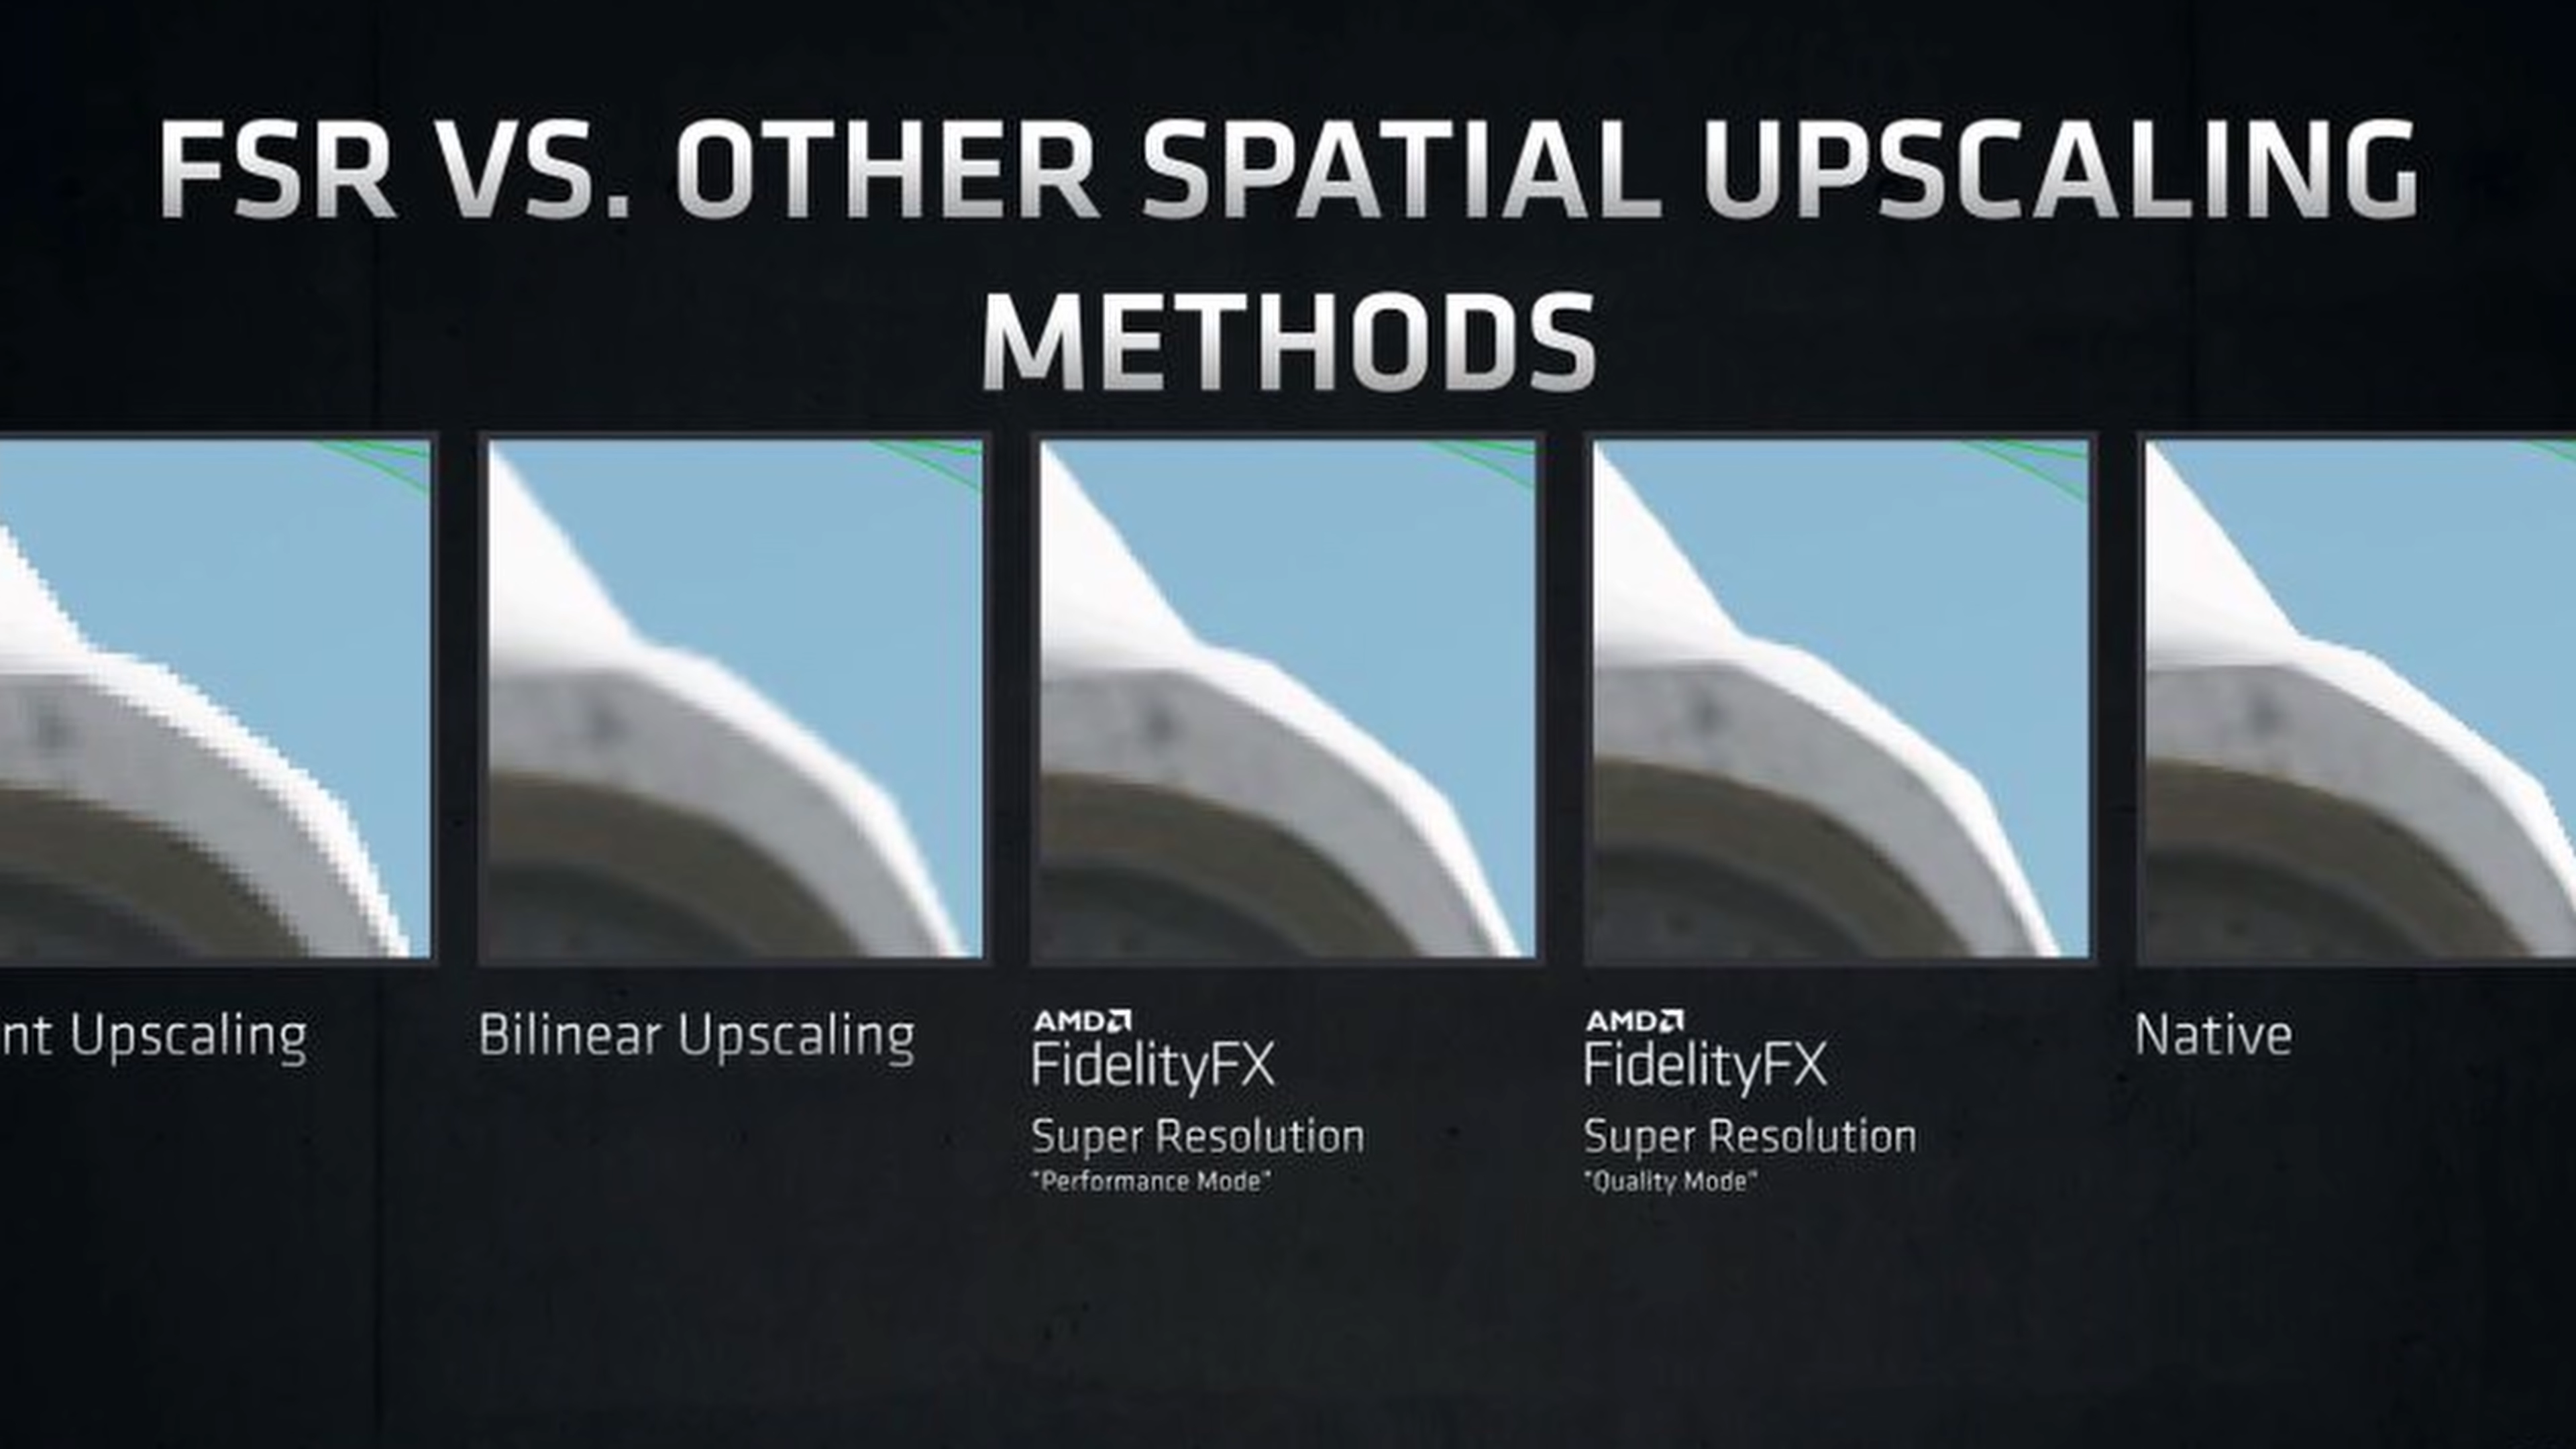 FSR VS. OTHER SPATIAL UPSCALING
METHODS
nt Upscaling
Bilinear Upscaling
AMD
FidelityFX
Super Resolution
"Performance Mode"
AMD
FidelityFX
Super Resolution
"Quality Mode"
Native